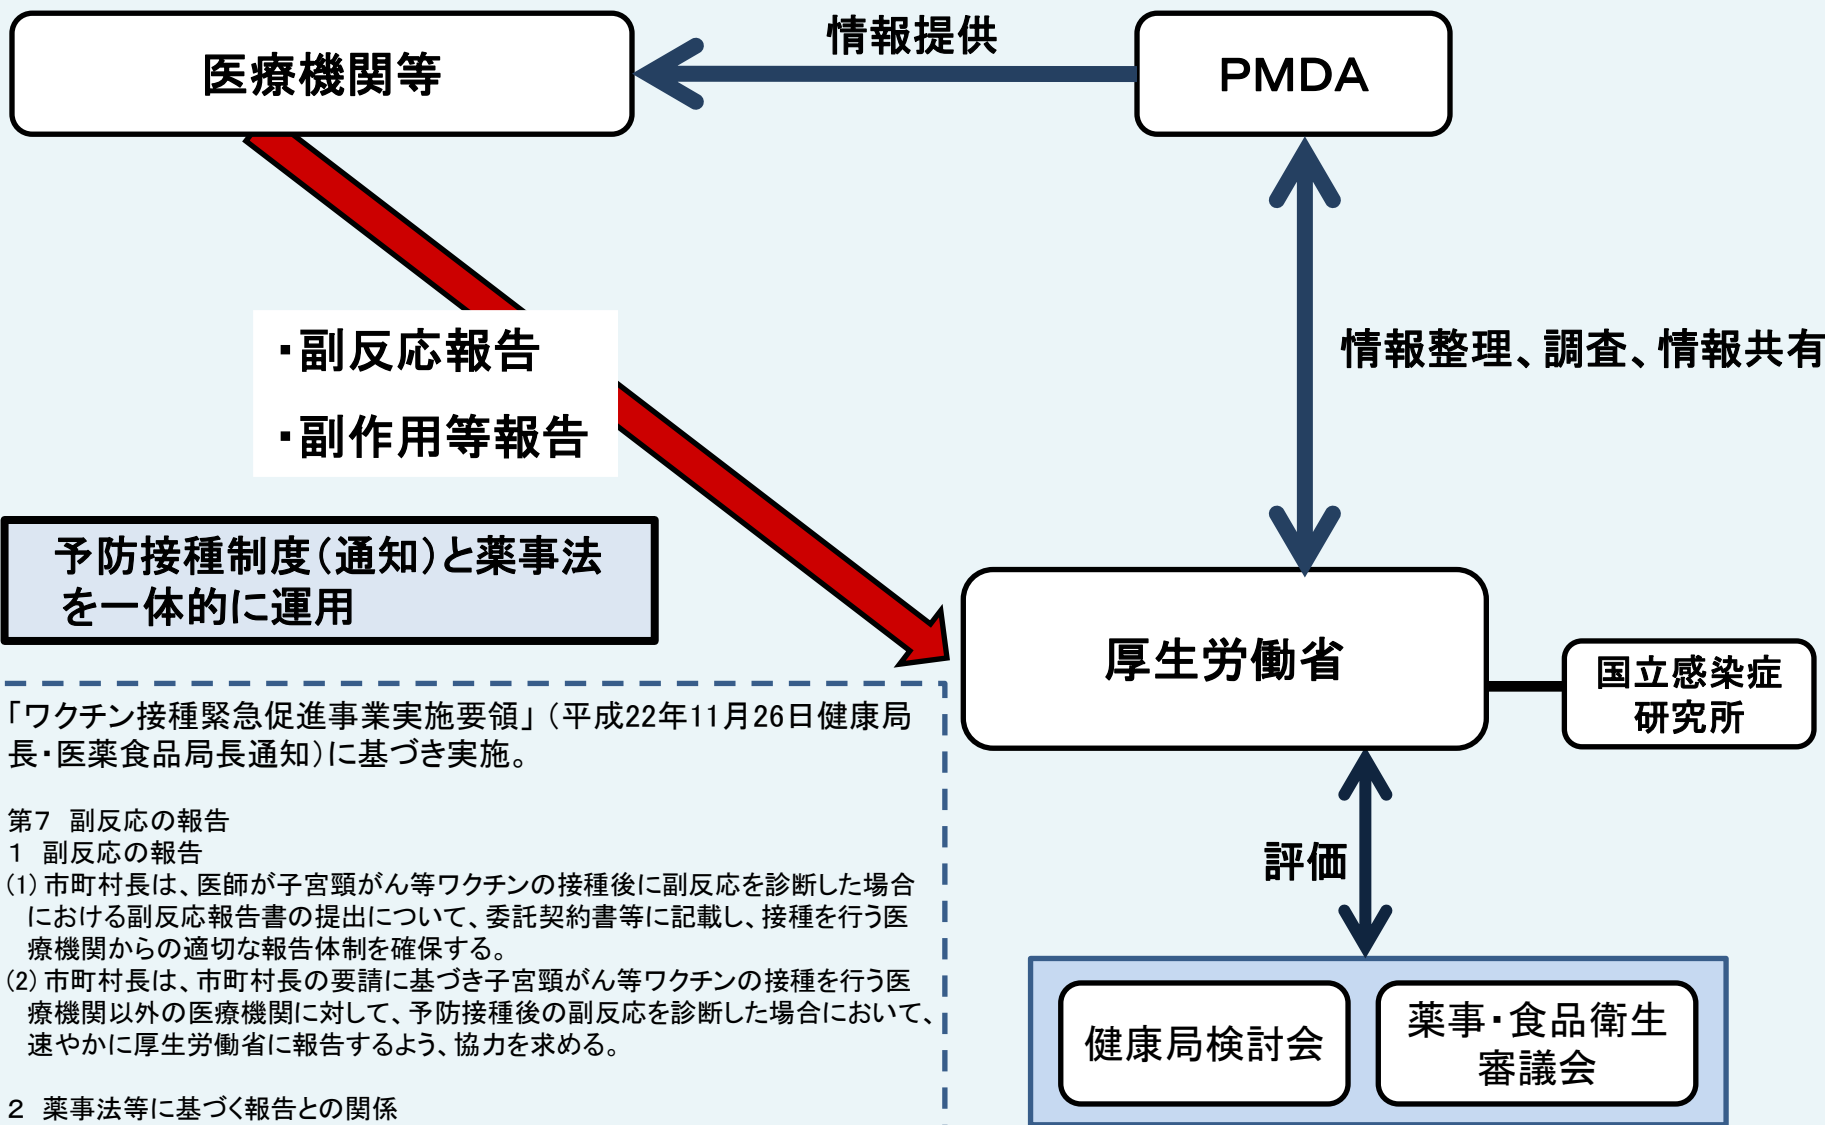 医療機関等
情報提供
PMDA
・副反応報告
・副作用等報告
情報整理、調査、情報共有
予防接種制度(通知)と薬事法
を一体的に運用
厚生労働省
国立感染症
研究所
「ワクチン接種緊急促進事業実施要領」(平成22年11月26日健康局
長・医薬食品局長通知)に基づき実施。
第7 副反応の報告
1 副反応の報告
(1) 市町村長は、医師が子宮頸がん等ワクチンの接種後に副反応を診断した場合
における副反応報告書の提出について、委託契約書等に記載し、接種を行う医
療機関からの適切な報告体制を確保する。
(2) 市町村長は、市町村長の要請に基づき子宮頸がん等ワクチンの接種を行う医
療機関以外の医療機関に対して、予防接種後の副反応を診断した場合において、
速やかに厚生労働省に報告するよう、協力を求める。
2 薬事法等に基づく報告との関係
評価
健康局検討会
薬事・食品衛生
審議会